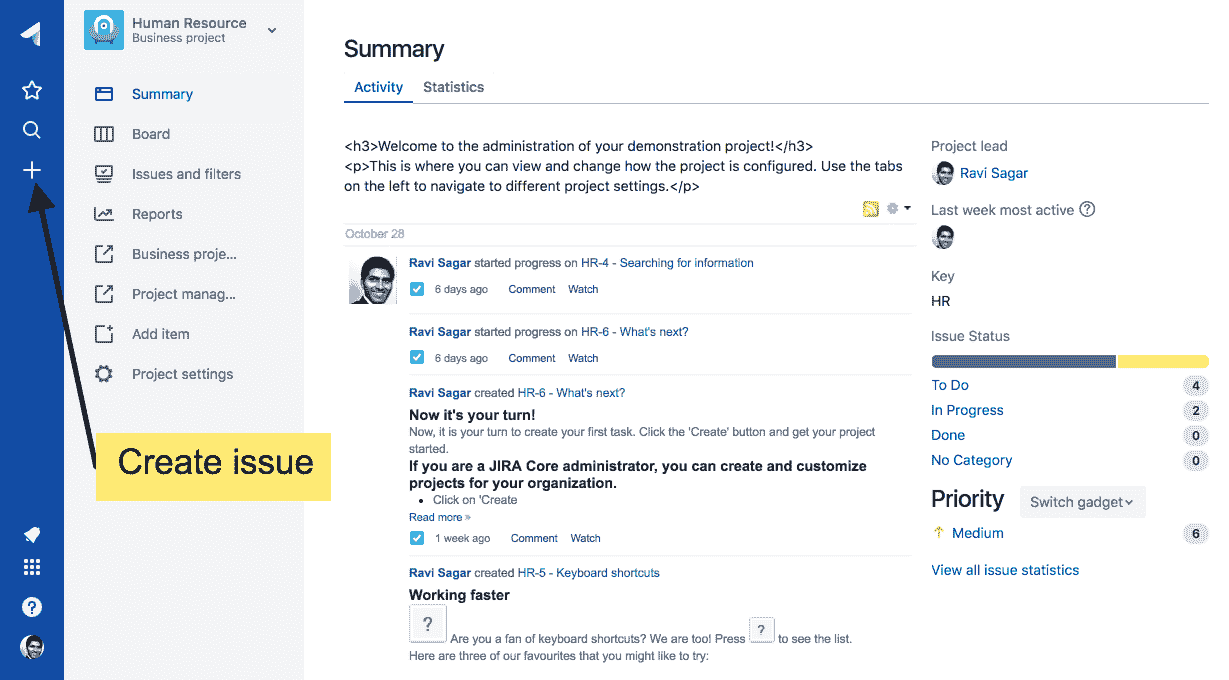 Human Resource
Business project
Summary
Board
Issues and filters
Reports
Business proje...
Project manag...
Add item
Project settings
Create issue
Summary
Activity Statistics
<h3>Welcome to the administration of your demonstration project!</h3>
<p>This is where you can view and change how the project is configured. Use the tabs
on the left to navigate to different project settings.</p>
October 28
Ravi Sagar started progress on HR-4 - Searching for information
6 days ago Comment Watch
Ravi Sagar started progress on HR-6 - What's next?
6 days ago Comment Watch
Ravi Sagar created HR-6 - What's next?
Now it's your turn!
Now, it is your turn to create your first task. Click the 'Create' button and get your project
started.
If you are a JIRA Core administrator, you can create and customize
projects for your organization.
• Click on 'Create
Read more »
1 week ago Comment Watch
Ravi Sagar created HR-5 - Keyboard shortcuts
Working faster
? Are you a fan of keyboard shortcuts? We are too! Press ? to see the list.
Here are three of our favourites that you might like to try:
Project lead
Ravi Sagar
Last week most active ?
Key
HR
Issue Status
To Do 4
In Progress 2
Done 0
No Category 0
Priority Switch gadget
Medium 6
View all issue statistics
?